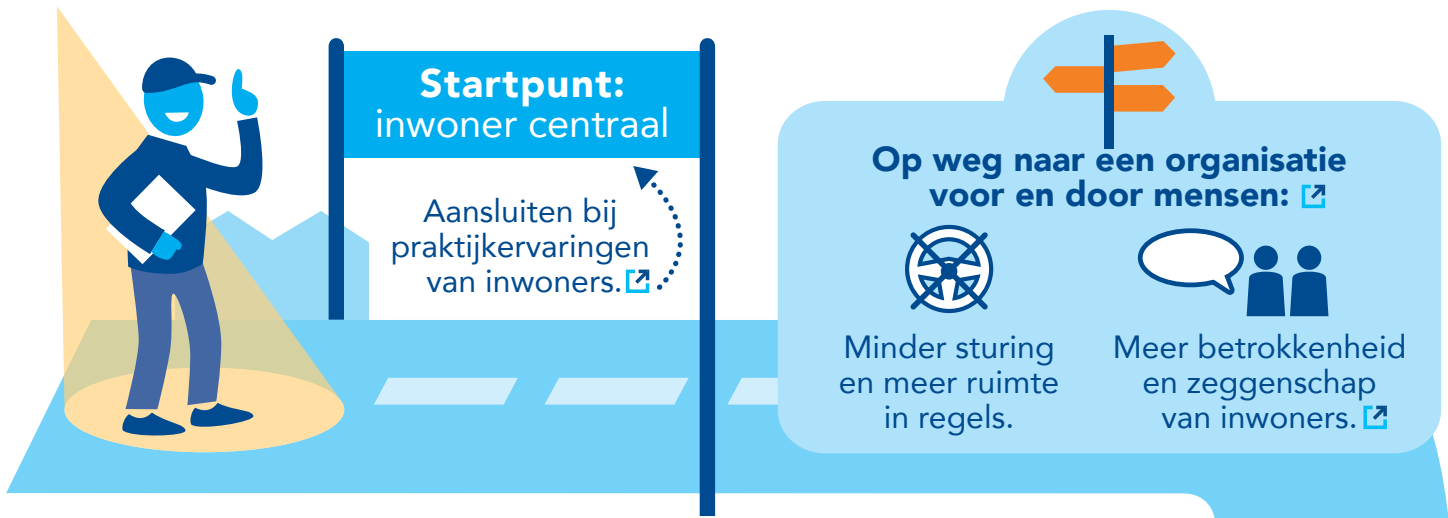 Startpunt:
inwoner centraal
Aansluiten bij
praktijkervaringen
van inwoners.
Op weg naar een organisatie
voor en door mensen:
Minder sturing
en meer ruimte
in regels.
Meer betrokkenheid
en zeggenschap
van inwoners.